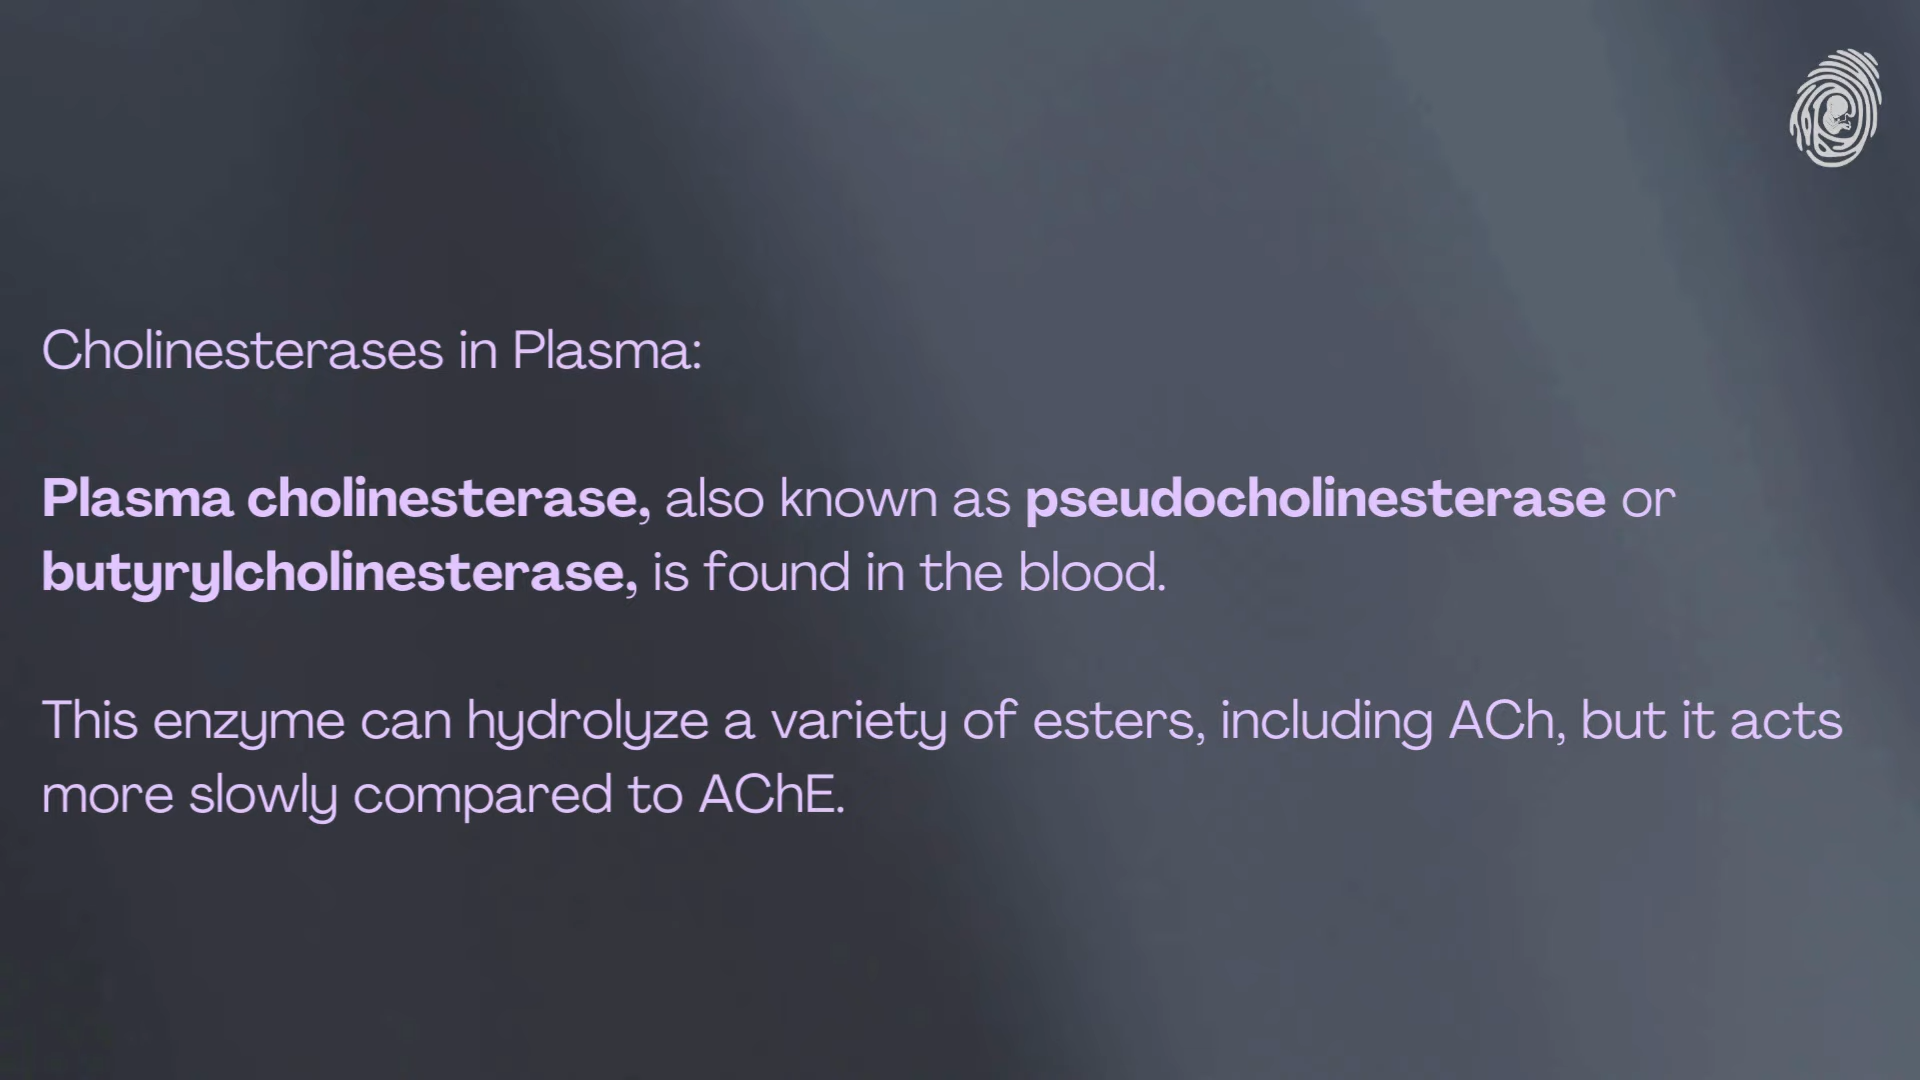 Cholinesterases in Plasma:
Plasma cholinesterase, also known as pseudocholinesterase or
butyrylcholinesterase, is found in the blood.
This enzyme can hydrolyze a variety of esters, including ACh, but it acts
more slowly compared to AChE.